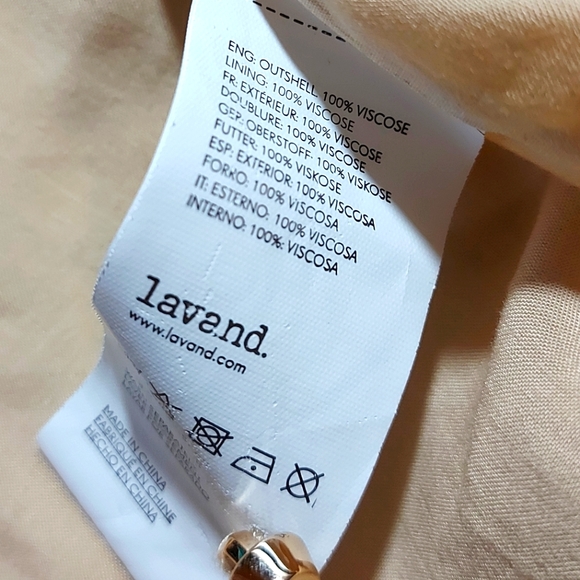 ENG: OUTSHELL: 100% VISCOSE
LINING: 100% VISCOSE
FR: EXTÉRIEUR: 100% VISCOSE
DOUBLURE: 100% VISCOSE
GER: OBERSTOFF: 100% VISKOSE
FUTTER: 100% VISKOSE
ESP: EXTERIOR: 100% VISCOSA
FORRO: 100% VISCOSA
IT: ESTERNO: 100% VISCOSA
INTERNO: 100%: VISCOSA
lavand.
www.lavand.com
MADE IN CHINA
FABRIQUE EN CHINE
HECHO EN CHINA